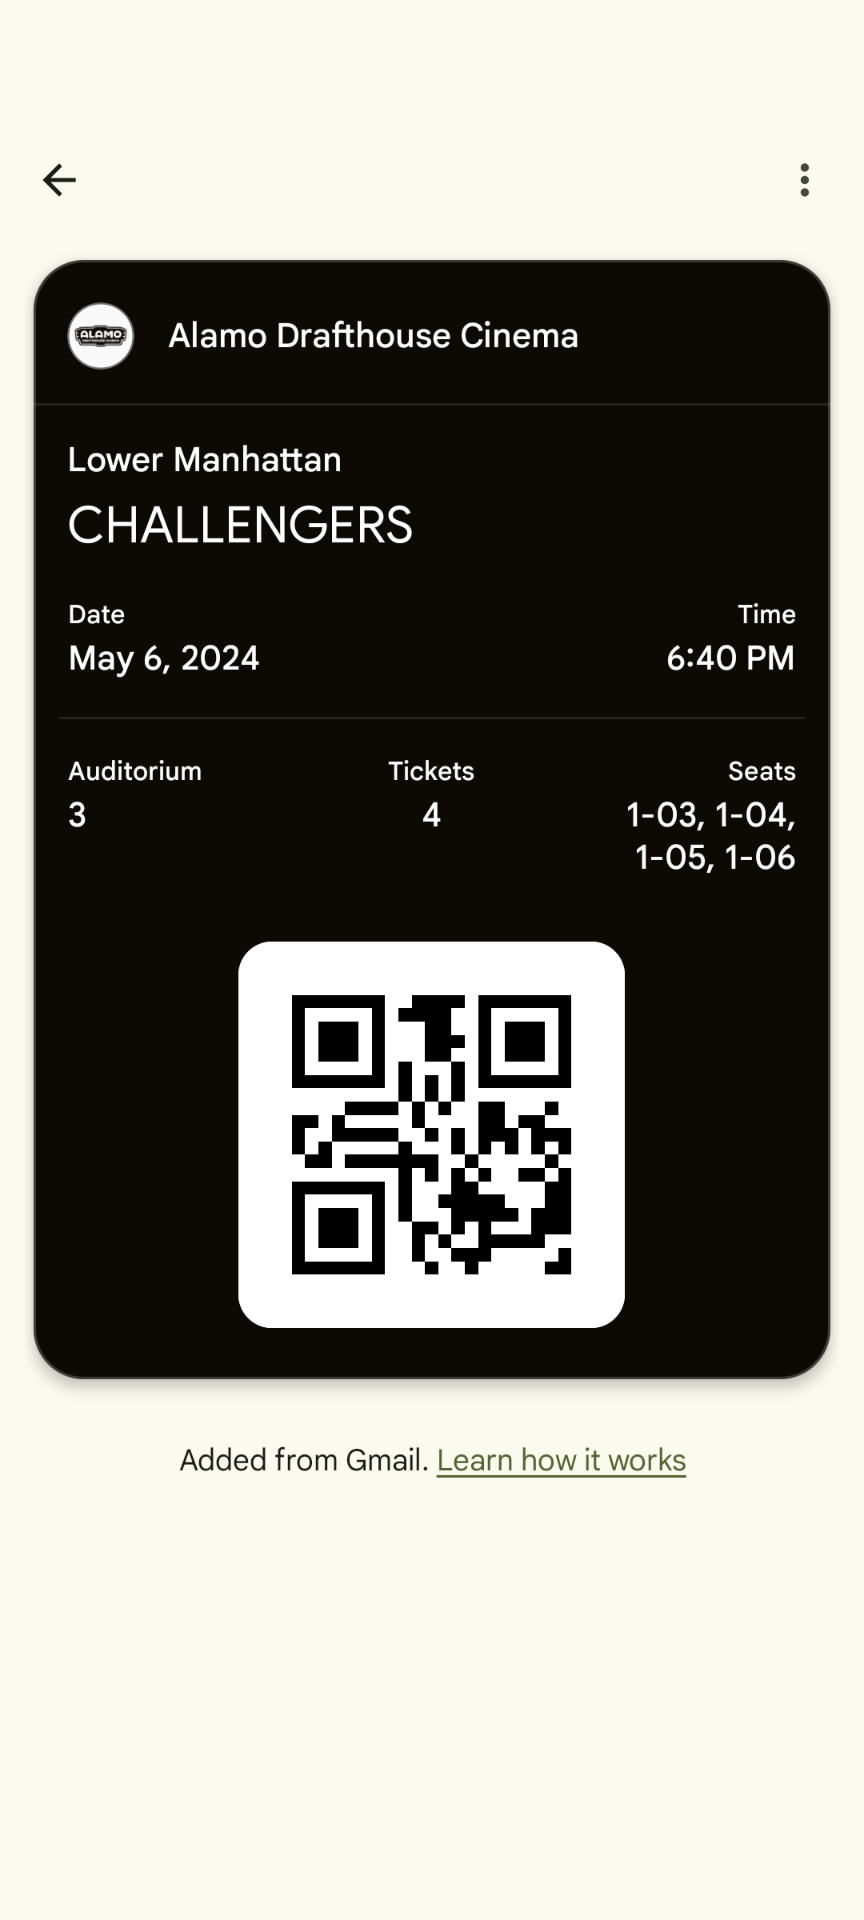 ALAMO
Alamo Drafthouse Cinema
Lower Manhattan
CHALLENGERS
Date
Time
May 6, 2024
6:40 PM
Auditorium
Tickets
Seats
3
4
1-03, 1-04,
1-05, 1-06
Added from Gmail. Learn how it works